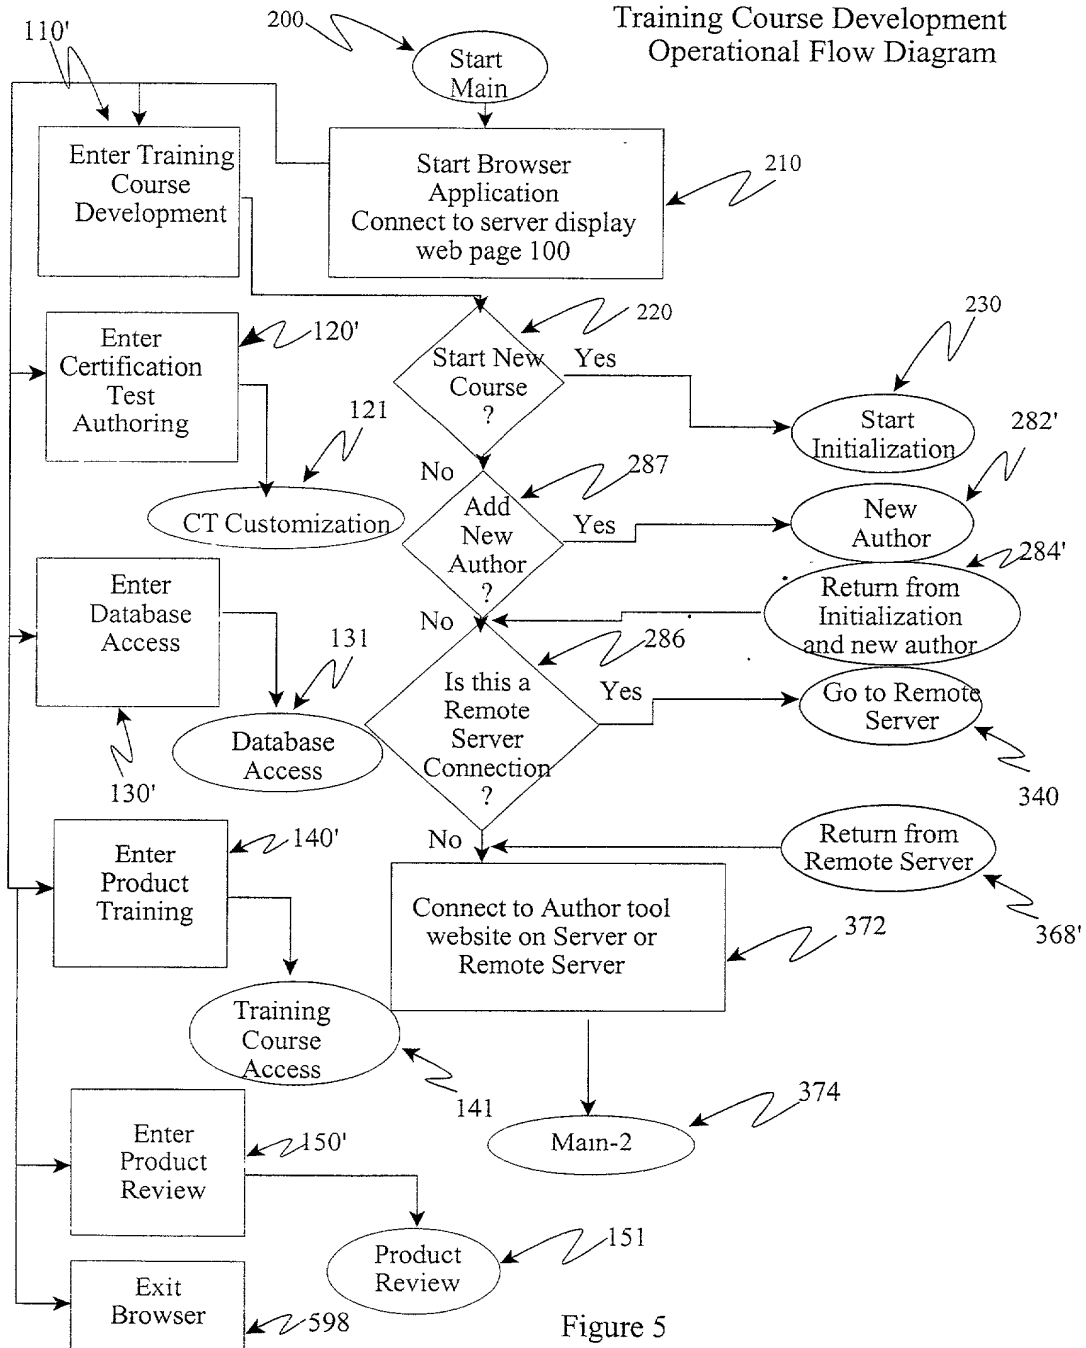 Training Course Development
Operational Flow Diagram
110'
200
Start
Main
Enter Training
Course
Development
Start Browser
Application
Connect to server display
web page 100
210
Enter
Certification
Test
Authoring
120'
220
Start New
Course
?
Yes
230
Start
Initialization
121
CT Customization
No
287
Add
New
Author
?
Yes
282'
New
Author
284'
Enter
Database
Access
130'
131
Database
Access
No
286
Return from
Initialization
and new author
Is this a
Remote
Server
Connection
?
Yes
Go to Remote
Server
340
Enter
Product
Training
140'
No
Return from
Remote Server
368'
Connect to Author tool
website on Server or
Remote Server
372
Training
Course
Access
141
374
Main-2
Enter
Product
Review
150'
Product
Review
151
Exit
Browser
598
Figure 5